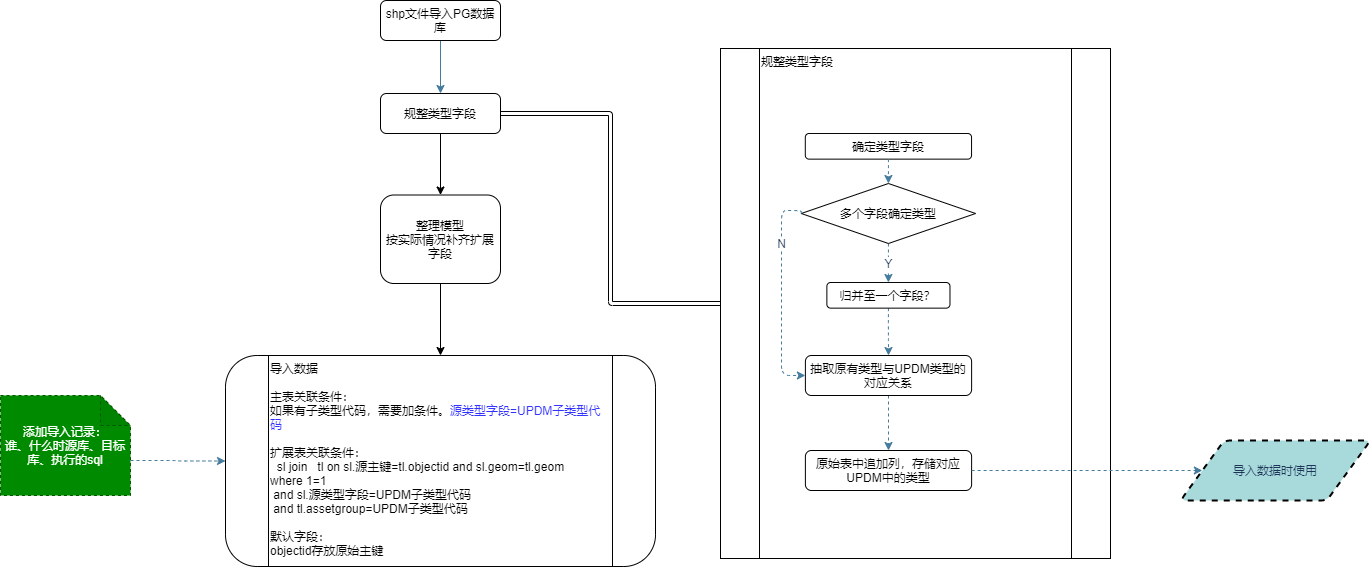 shp文件导入PG数据
库
规整类型字段
整理模型
按实际情况补齐扩展
字段
导入数据
主表关联条件：
如果有子类型代码，需要加条件。源类型字段=UPDM子类型代
码
扩展表关联条件：
sl join   tl on sl.源主键=tl.objectid and sl.geom=tl.geom
where 1=1
and sl.源类型字段=UPDM子类型代码
and tl.assetgroup=UPDM子类型代码
默认字段：
objectid存放原始主键
添加导入记录：
谁、什么时源库、目标
库、执行的sql
规整类型字段
确定类型字段
多个字段确定类型
N
Y
归并至一个字段？
抽取原有类型与UPDM类型的
对应关系
原始表中追加列，存储对应
UPDM中的类型
导入数据时使用